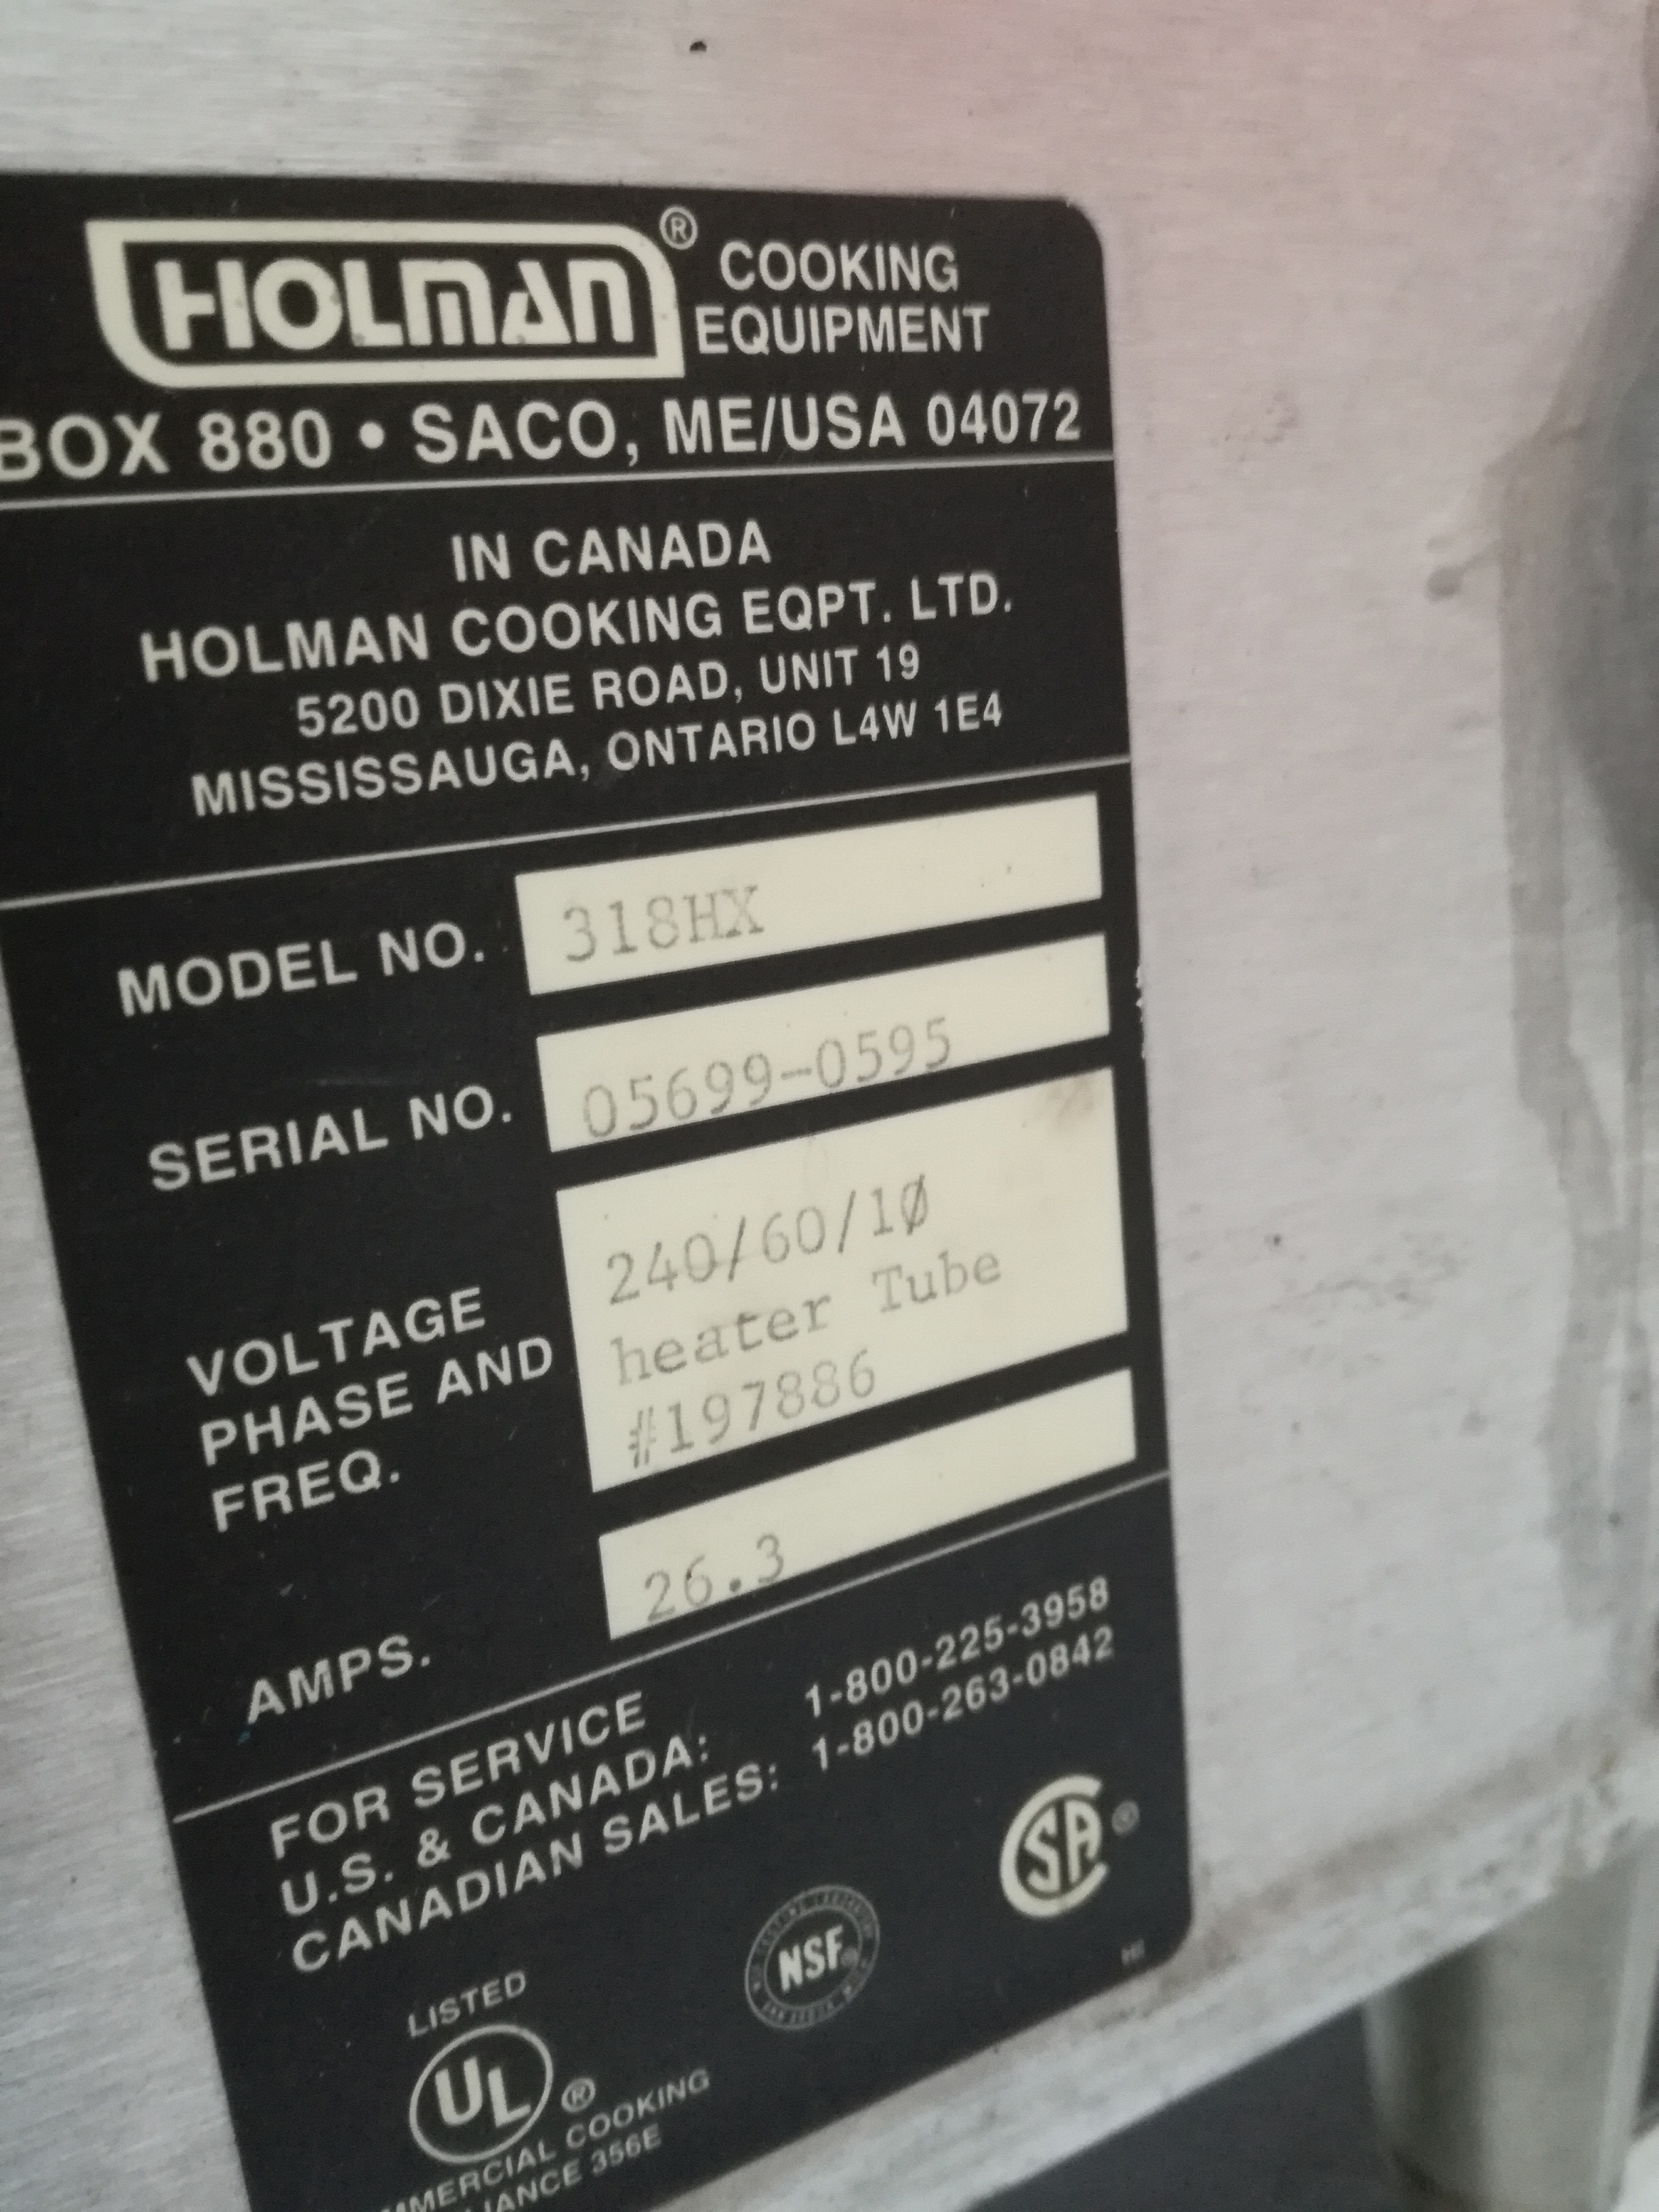 HOLMAN® COOKING
EQUIPMENT
BOX 880 • SACO, ME/USA 04072
IN CANADA
HOLMAN COOKING EQPT. LTD.
5200 DIXIE ROAD, UNIT 19
MISSISSAUGA, ONTARIO L4W 1E4
MODEL NO. 318HX
SERIAL NO. 05699-0595
VOLTAGE
PHASE AND
FREQ.
240/60/1Ø
heater Tube
#197886
AMPS. 26.3
FOR SERVICE
U.S. & CANADA: 1-800-225-3958
CANADIAN SALES: 1-800-263-0842
LISTED
UL®
NSF®
SA®
COOKING
356E